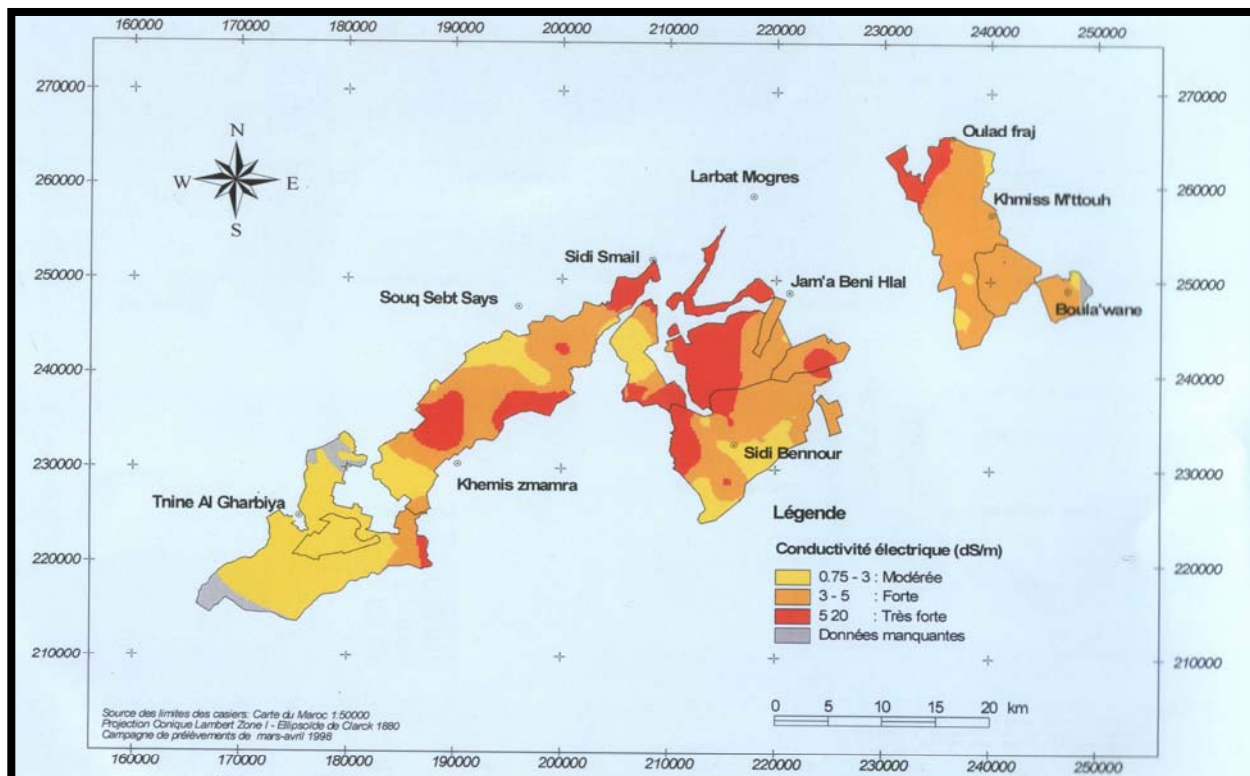 160000 170000 180000 190000 200000 210000 220000 230000 240000 250000
270000 270000
260000 260000
250000 250000
240000 240000
230000 230000
220000 220000
210000 210000
N
W E
S
Oulad fraj
Larbat Mogres
Khmiss M'ttouh
Sidi Smail
Jam'a Beni Hlal
Souq Sebt Says
Boula'wane
Sidi Bennour
Khemis zmamra
Tnine Al Gharbiya
Légende
Conductivité électrique (dS/m)
0.75 - 3 : Modérée
3 - 5 : Forte
5 20 : Très forte
Données manquantes
0 5 10 15 20 km
Source des limites des casiers: Carte du Maroc 1:50000
Projection Conique Lambert Zone I - Ellipsoïde de Clarck 1880
Campagne de prélèvements de mars-avril 1998
160000 170000 180000 190000 200000 210000 220000 230000 240000 250000